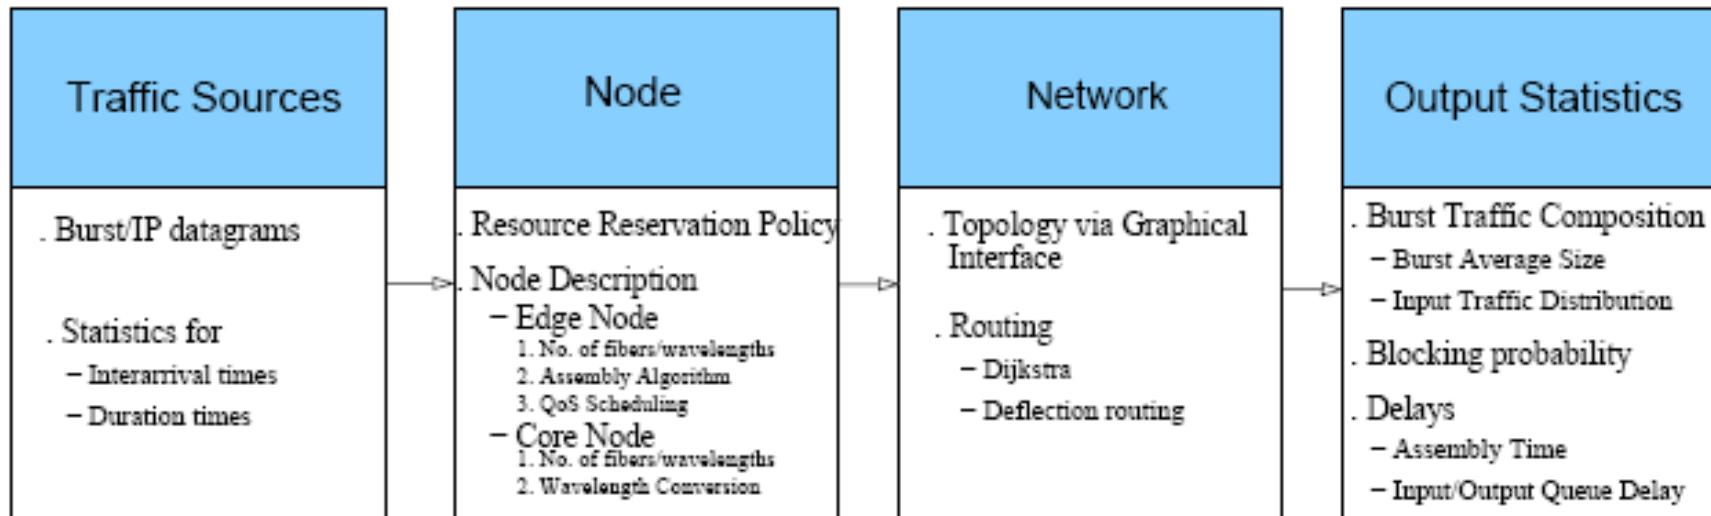 Traffic Sources
. Burst/IP datagrams
. Statistics for
– Interarrival times
– Duration times
Node
. Resource Reservation Policy
. Node Description
– Edge Node
1. No. of fibers/wavelengths
2. Assembly Algorithm
3. QoS Scheduling
– Core Node
1. No. of fibers/wavelengths
2. Wavelength Conversion
Network
. Topology via Graphical
Interface
. Routing
– Dijkstra
– Deflection routing
Output Statistics
. Burst Traffic Composition
– Burst Average Size
– Input Traffic Distribution
. Blocking probability
. Delays
– Assembly Time
– Input/Output Queue Delay